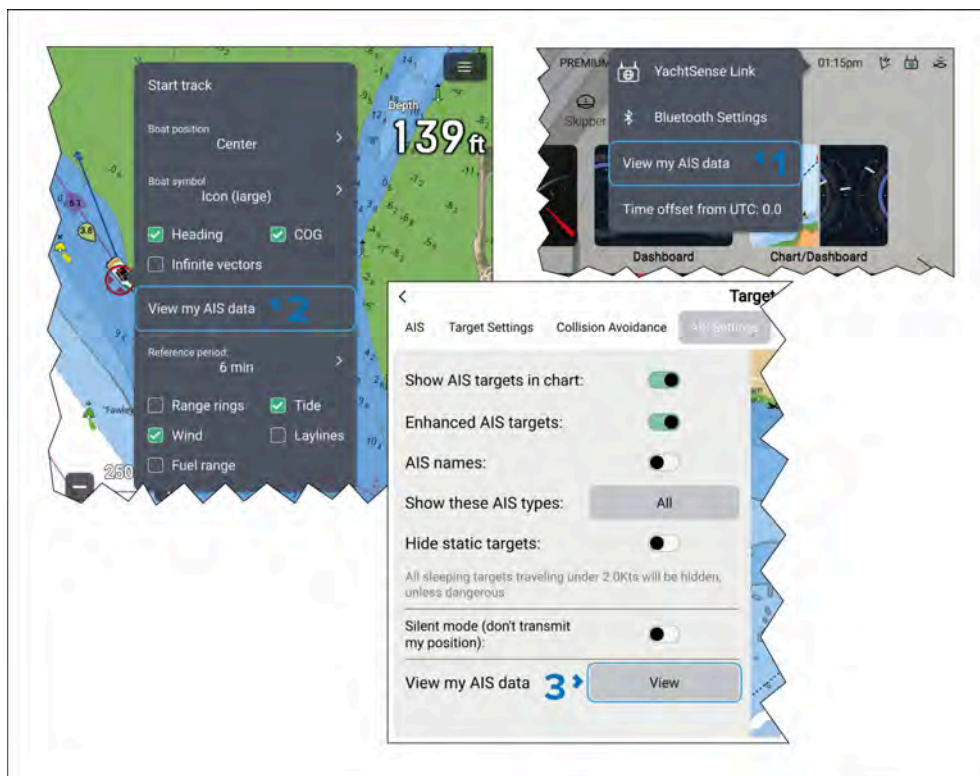 Start track
Boat position
Center
Boat symbol
Icon (large)
Heading
COG
Infinite vectors
View my AIS data
2
Reference period:
6 min
Range rings
Tide
Wind
Laylines
Fuel range
Depth
139 ft
Fawley
250
3.8
PREMIUM
01:15pm
Skipper
YachtSense Link
Bluetooth Settings
View my AIS data
1
Time offset from UTC: 0.0
Dashboard
Chart/Dashboard
Target
AIS
Target Settings
Collision Avoidance
AIS Settings
Show AIS targets in chart:
Enhanced AIS targets:
AIS names:
Show these AIS types:
All
Hide static targets:
All sleeping targets traveling under 2.0Kts will be hidden,
unless dangerous
Silent mode (don't transmit
my position):
View my AIS data
3
View